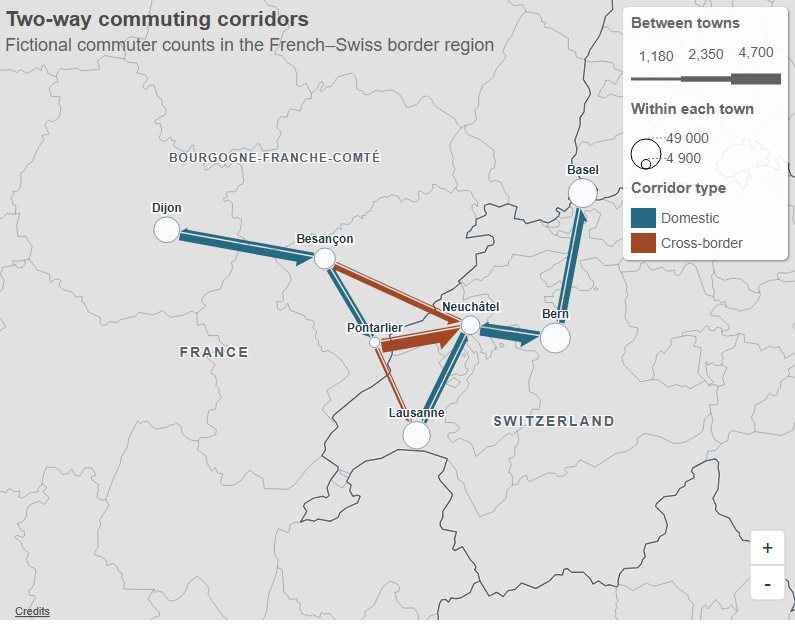 Two-way commuting corridors
Fictional commuter counts in the French–Swiss border region
Between towns
1,180 2,350 4,700
Within each town
49 000
4 900
Corridor type
Domestic
Cross-border
BOURGOGNE-FRANCHE-COMTÉ
Basel
Dijon
Besançon
Neuchâtel
Bern
Pontarlier
FRANCE
Lausanne
SWITZERLAND
+
-
Credits